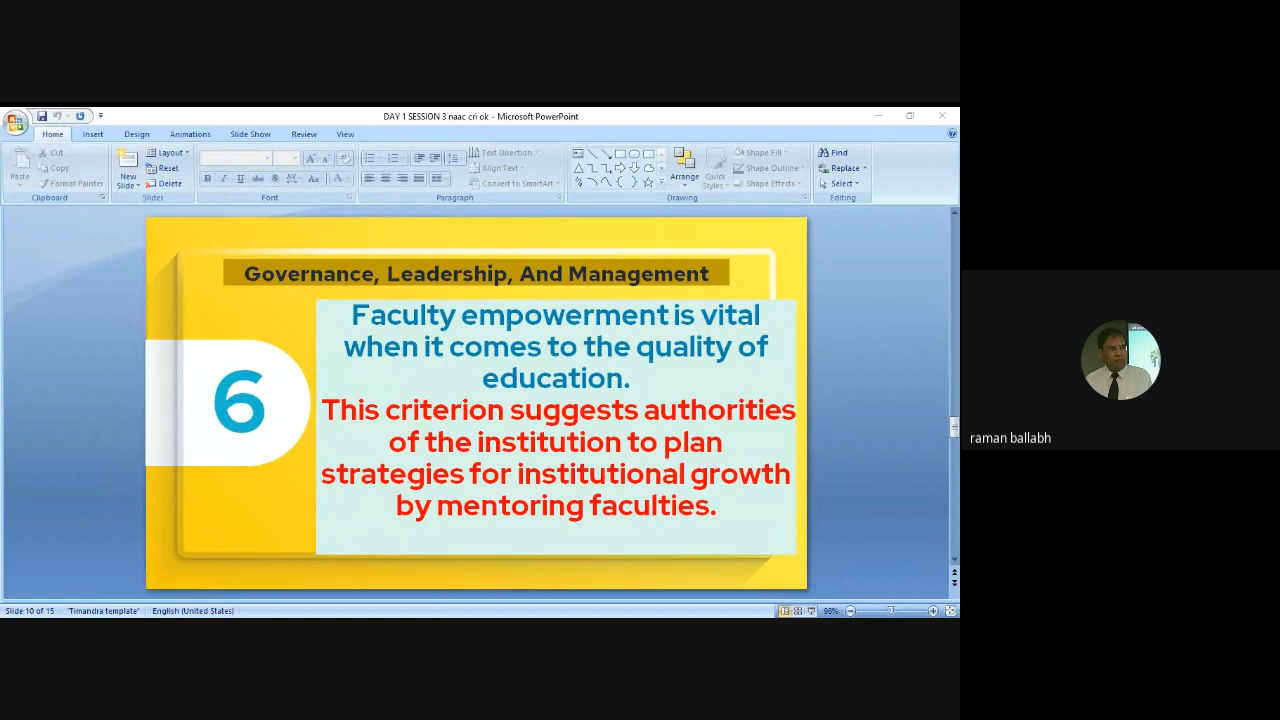 DAY 1 SESSION 3 naac cri ok - Microsoft PowerPoint
Home Insert Design Animations Slide Show Review View
Paste
Cut
Copy
Format Painter
Clipboard
New Slide
Layout
Reset
Delete
Slides
Font
Text Direction
Align Text
Convert to SmartArt
Paragraph
Arrange
Quick Styles
Shape Fill
Shape Outline
Shape Effects
Drawing
Find
Replace
Select
Editing
Governance, Leadership, And Management
6
Faculty empowerment is vital
when it comes to the quality of
education.
This criterion suggests authorities
of the institution to plan
strategies for institutional growth
by mentoring faculties.
raman ballabh
Slide 10 of 15 "Timandra template" English (United States) 98%